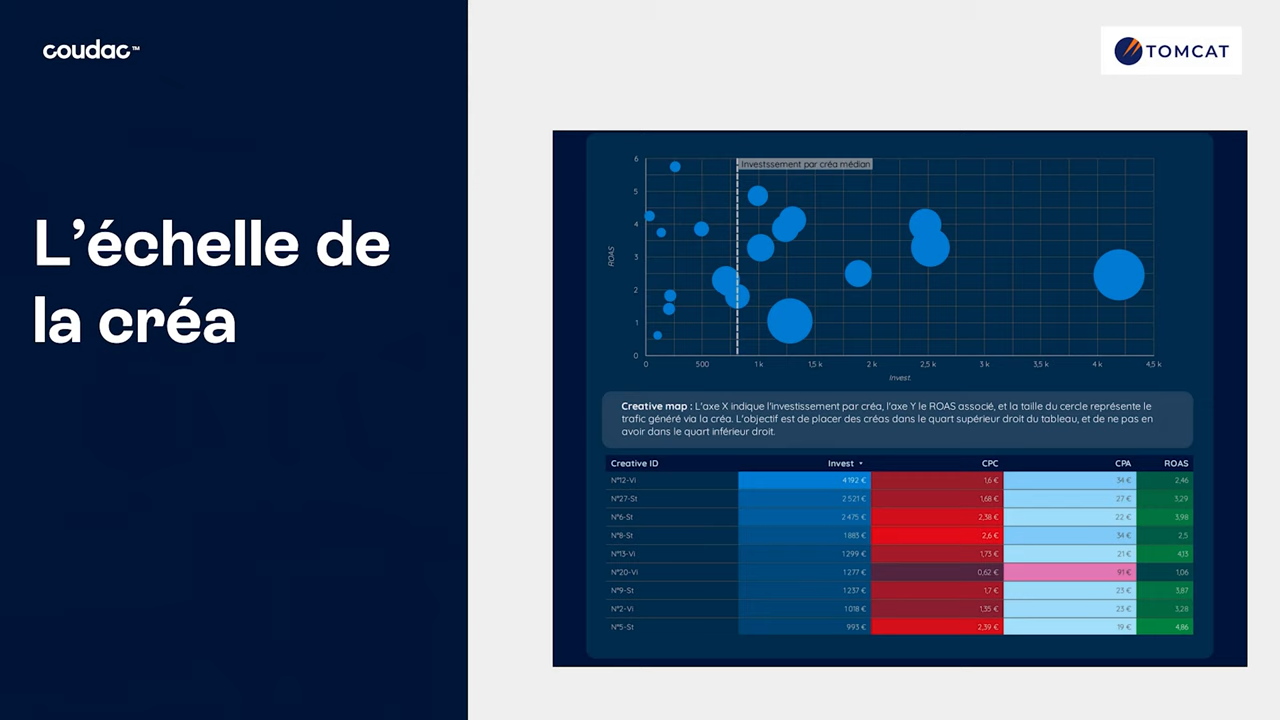 coudac™
TOMCAT
L’échelle de
la créa
Investssement par créa médian
6
5
4
3
2
1
0
ROAS
0 500 1 k 1,5 k 2 k 2,5 k 3 k 3,5 k 4 k 4,5 k
Invest.
Creative map : L'axe X indique l'investissement par créa, l'axe Y le ROAS associé, et la taille du cercle représente le
trafic généré via la créa. L'objectif est de placer des créas dans le quart supérieur droit du tableau, et de ne pas en
avoir dans le quart inférieur droit.
Creative ID Invest CPC CPA ROAS
N°12-Vi 4 192 € 1,6 € 34 € 2,46
N°27-St 2 521 € 1,68 € 27 € 3,29
N°6-St 2 475 € 2,38 € 22 € 3,98
N°8-St 1 883 € 2,6 € 34 € 2,5
N°13-Vi 1 299 € 1,73 € 21 € 4,13
N°20-Vi 1 277 € 0,62 € 91 € 1,06
N°9-St 1 237 € 1,7 € 23 € 3,87
N°2-Vi 1 018 € 1,35 € 23 € 3,28
N°5-St 993 € 2,39 € 19 € 4,86